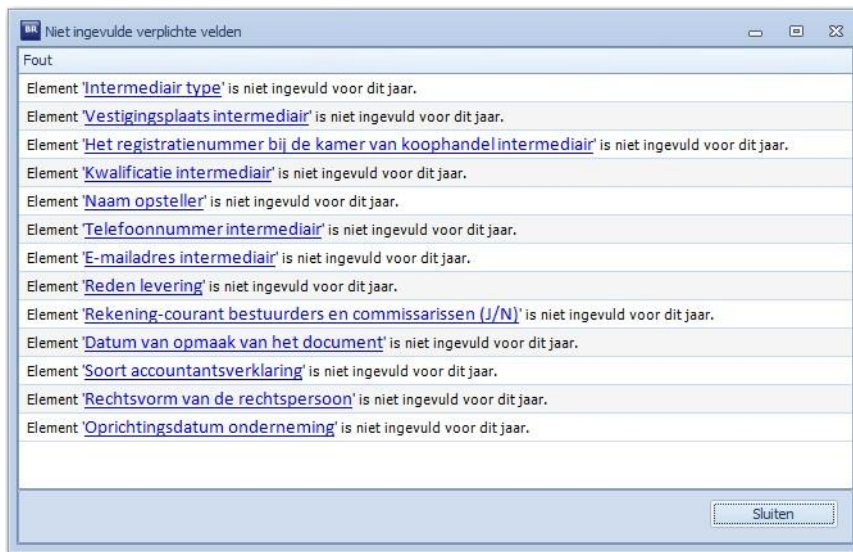 BR Niet ingevulde verplichte velden
Fout
Element 'Intermediair type' is niet ingevuld voor dit jaar.
Element 'Vestigingsplaats intermediair' is niet ingevuld voor dit jaar.
Element 'Het registratienummer bij de kamer van koophandel intermediair' is niet ingevuld voor dit jaar.
Element 'Kwalificatie intermediair' is niet ingevuld voor dit jaar.
Element 'Naam opsteller' is niet ingevuld voor dit jaar.
Element 'Telefoonnummer intermediair' is niet ingevuld voor dit jaar.
Element 'E-mailadres intermediair' is niet ingevuld voor dit jaar.
Element 'Reden levering' is niet ingevuld voor dit jaar.
Element 'Rekening-courant bestuurders en commissarissen (J/N)' is niet ingevuld voor dit jaar.
Element 'Datum van opmaak van het document' is niet ingevuld voor dit jaar.
Element 'Soort accountantsverklaring' is niet ingevuld voor dit jaar.
Element 'Rechtsvorm van de rechtspersoon' is niet ingevuld voor dit jaar.
Element 'Oprichtingsdatum onderneming' is niet ingevuld voor dit jaar.
Sluiten